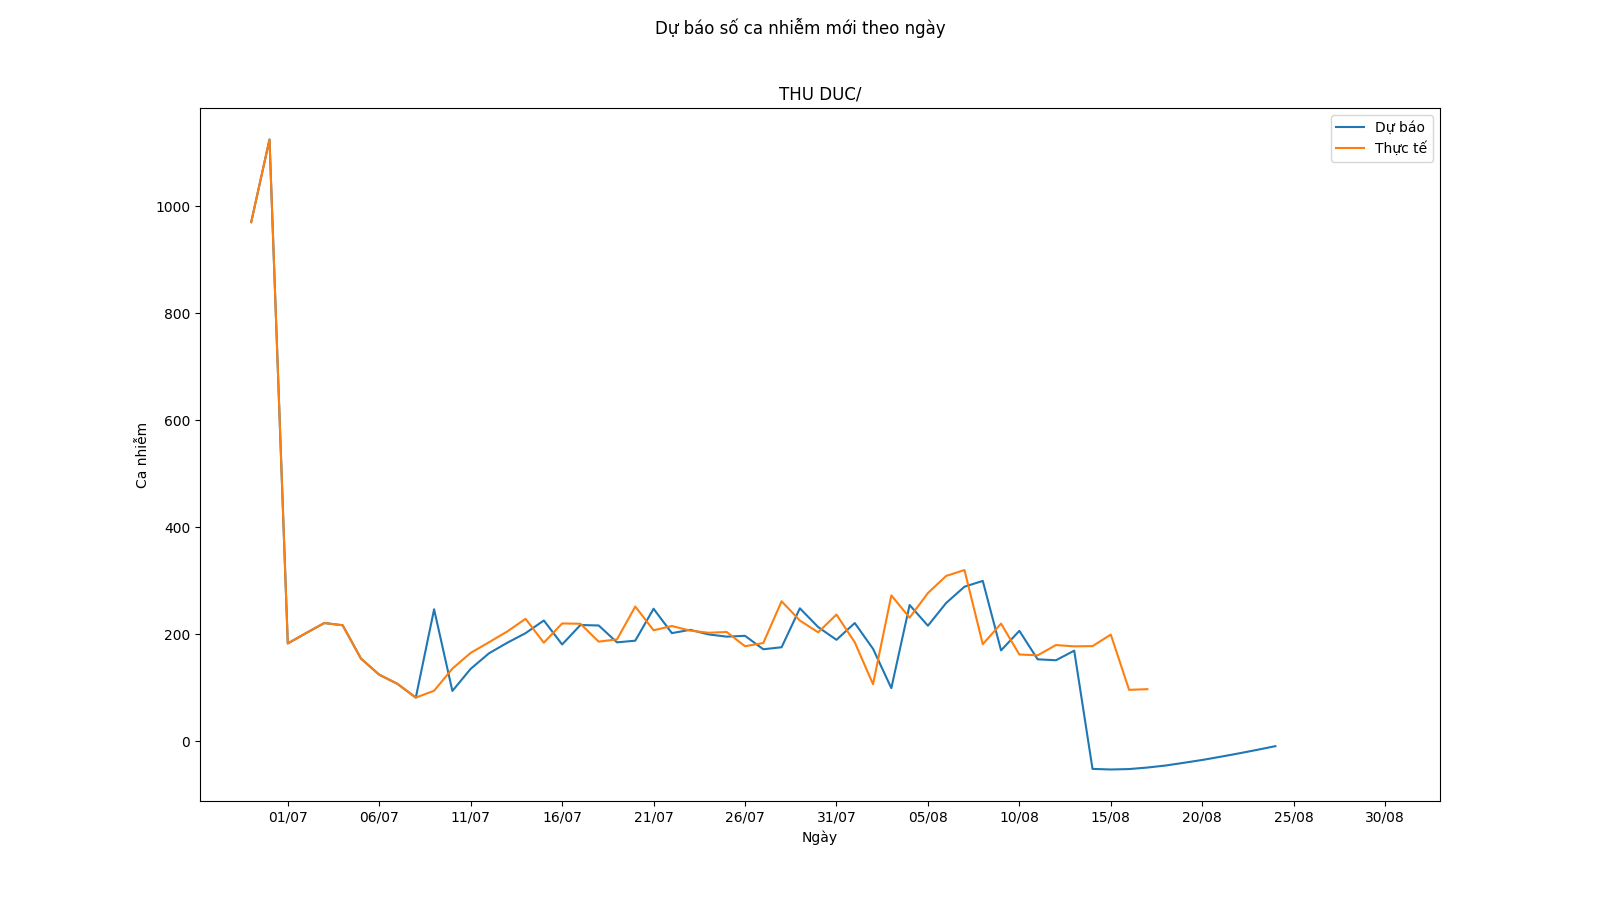 Dự báo số ca nhiễm mới theo ngày
THU DUC/
Dự báo
Thực tế
1000
800
600
400
200
0
Ca nhiễm
01/07 06/07 11/07 16/07 21/07 26/07 31/07 05/08 10/08 15/08 20/08 25/08 30/08
Ngày